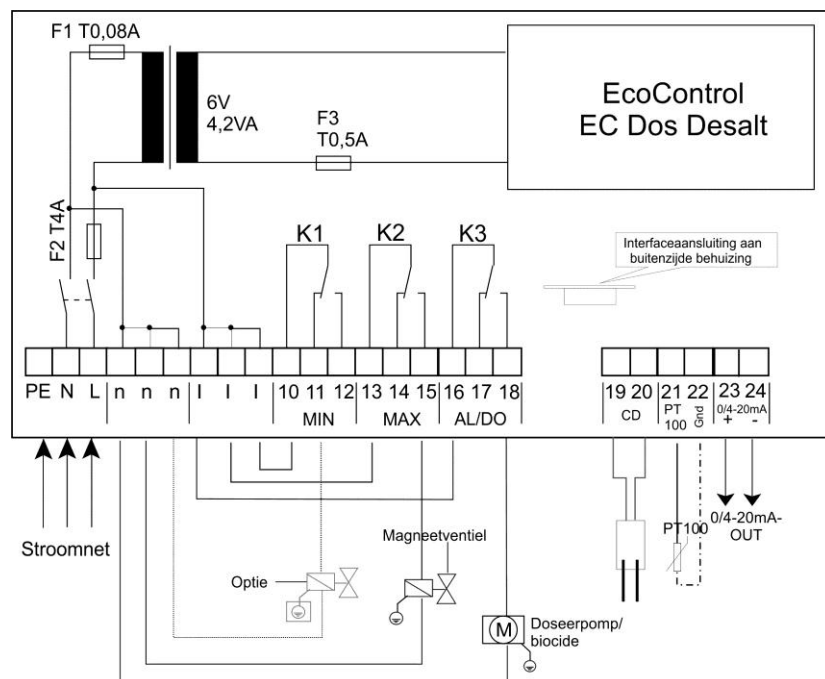 F1 T0,08A
6V
4,2VA
F3
T0,5A
EcoControl
EC Dos Desalt
F2 T4A
K1
K2
K3
Interfaceaansluiting aan
buitenzijde behuizing
PE N L n n n l l l 10 11 12 13 14 15 16 17 18
MIN
MAX
AL/DO
19 20 21 22 23 24
CD
PT
100
Gnd
0/4-20mA
+ -
Stroomnet
Optie
Magneetventiel
PT100
0/4-20mA-
OUT
M
Doseerpomp/
biocide